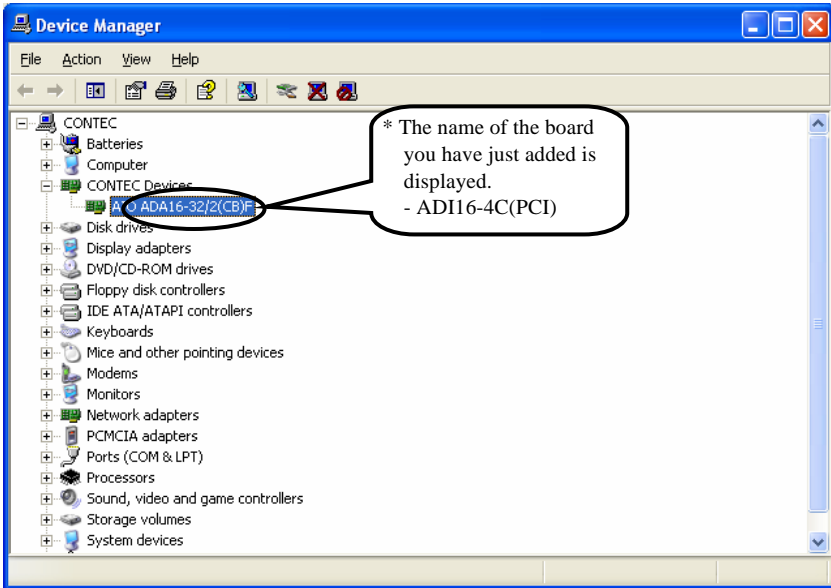 Device Manager
File Action View Help
CONTEC
Batteries
Computer
CONTEC Devices
ADA16-32/2(CB)F
Disk drives
Display adapters
DVD/CD-ROM drives
Floppy disk controllers
IDE ATA/ATAPI controllers
Keyboards
Mice and other pointing devices
Modems
Monitors
Network adapters
PCMCIA adapters
Ports (COM & LPT)
Processors
Sound, video and game controllers
Storage volumes
System devices
* The name of the board
you have just added is
displayed.
- ADI16-4C(PCI)